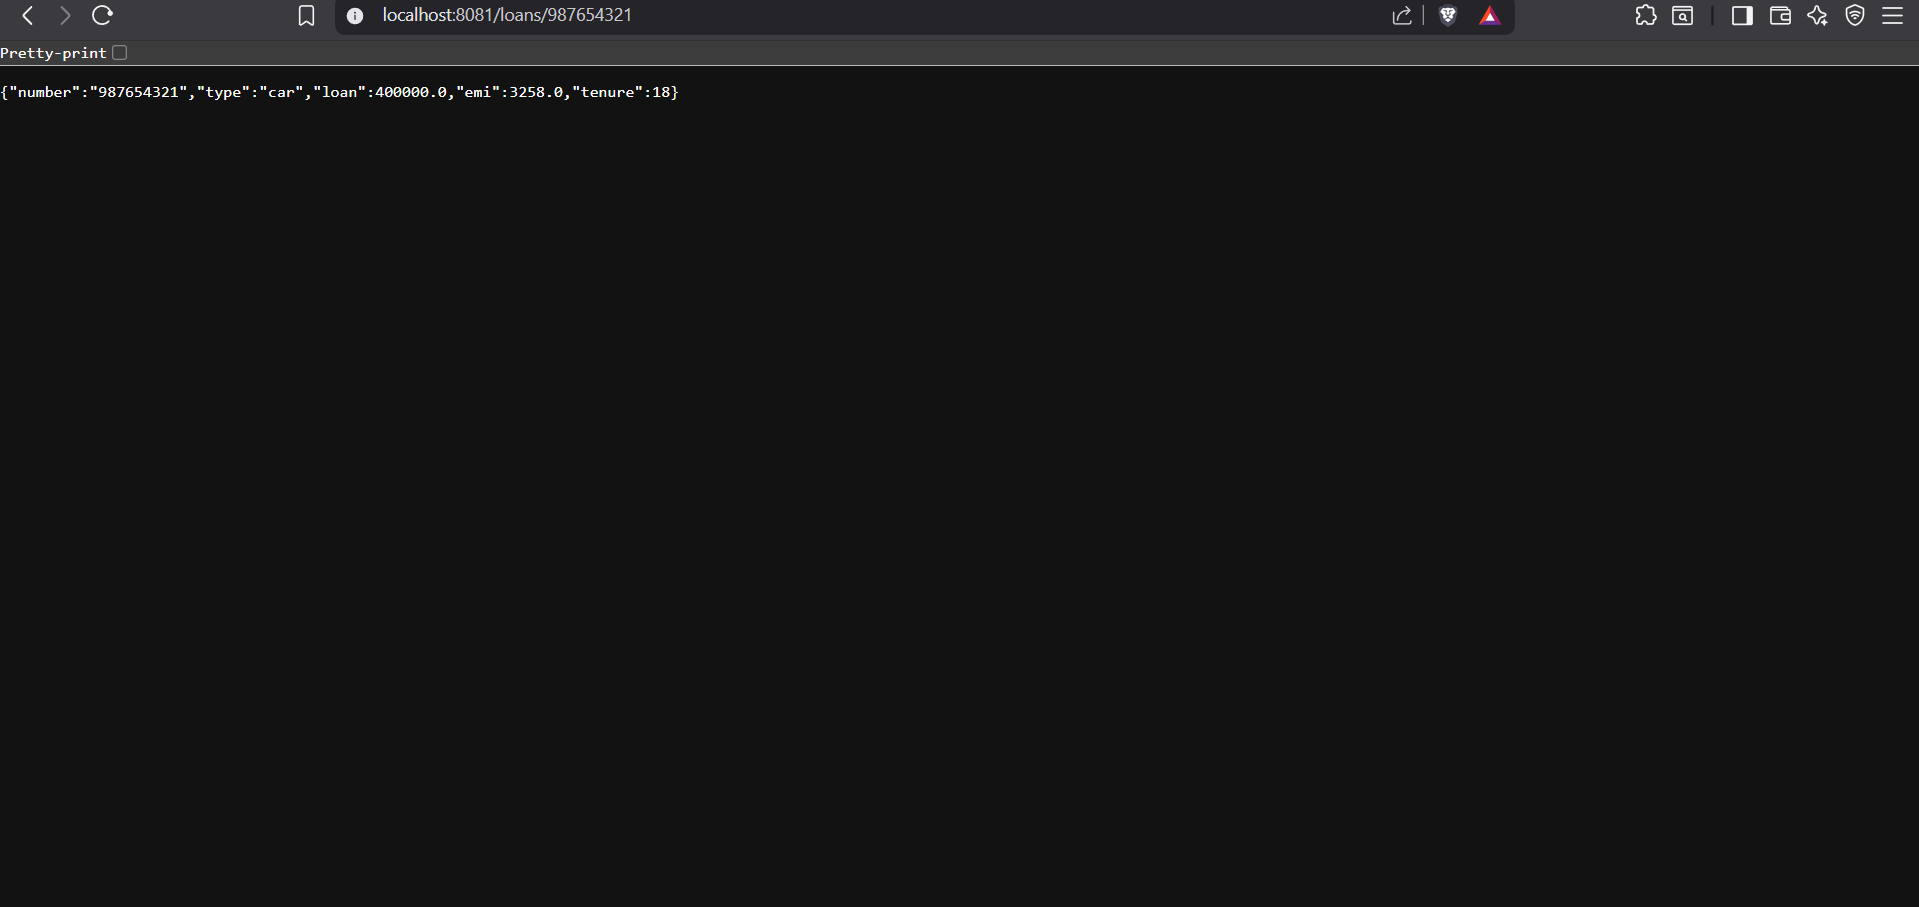 localhost:8081/loans/987654321
Pretty-print
{"number":"987654321","type":"car","loan":400000.0,"emi":3258.0,"tenure":18}